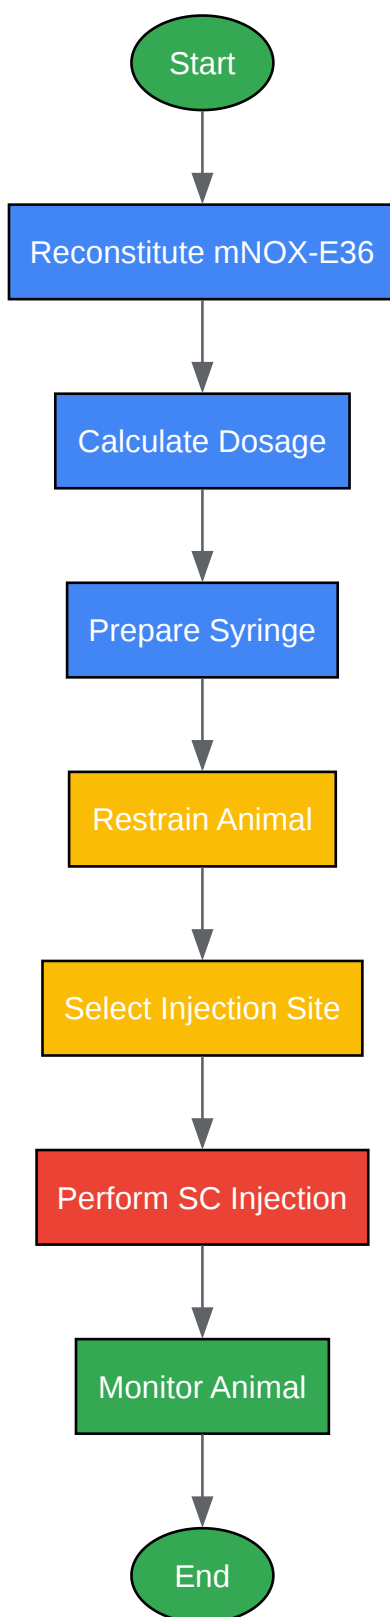 Start
Reconstitute mNOX-E36
Calculate Dosage
Prepare Syringe
Restrain Animal
Select Injection Site
Perform SC Injection
Monitor Animal
End